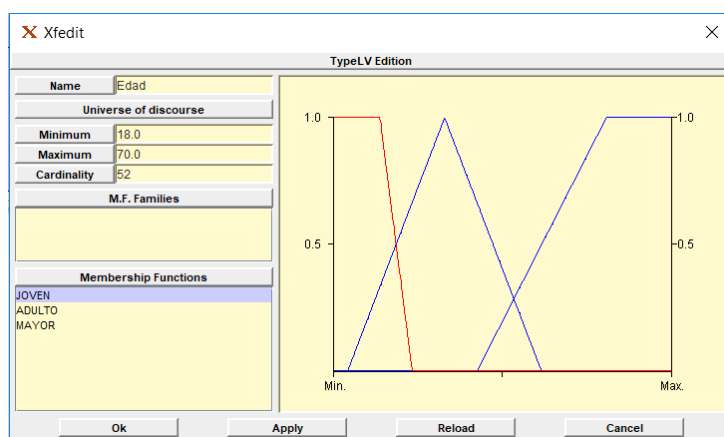 Xfedit
TypeLV Edition
Name Edad
Universe of discourse
Minimum 18.0
Maximum 70.0
Cardinality 52
M.F. Families
Membership Functions
JOVEN
ADULTO
MAYOR
1.0 1.0
0.5 0.5
Min. Max.
Ok Apply Reload Cancel